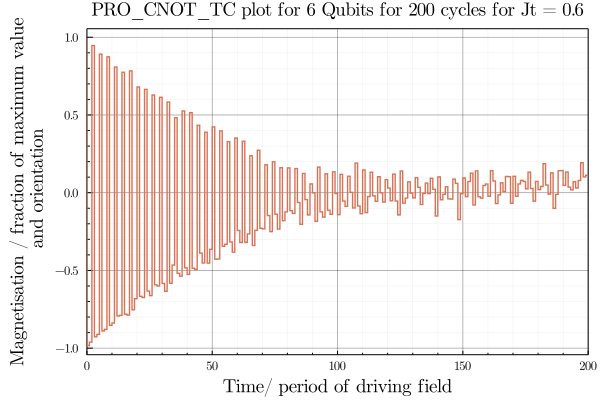 PRO_CNOT_TC plot for 6 Qubits for 200 cycles for Jt = 0.6
Magnetisation / fraction of maximum value
and orientation
1.0
0.5
0.0
−0.5
−1.0
0 50 100 150 200
Time/ period of driving field